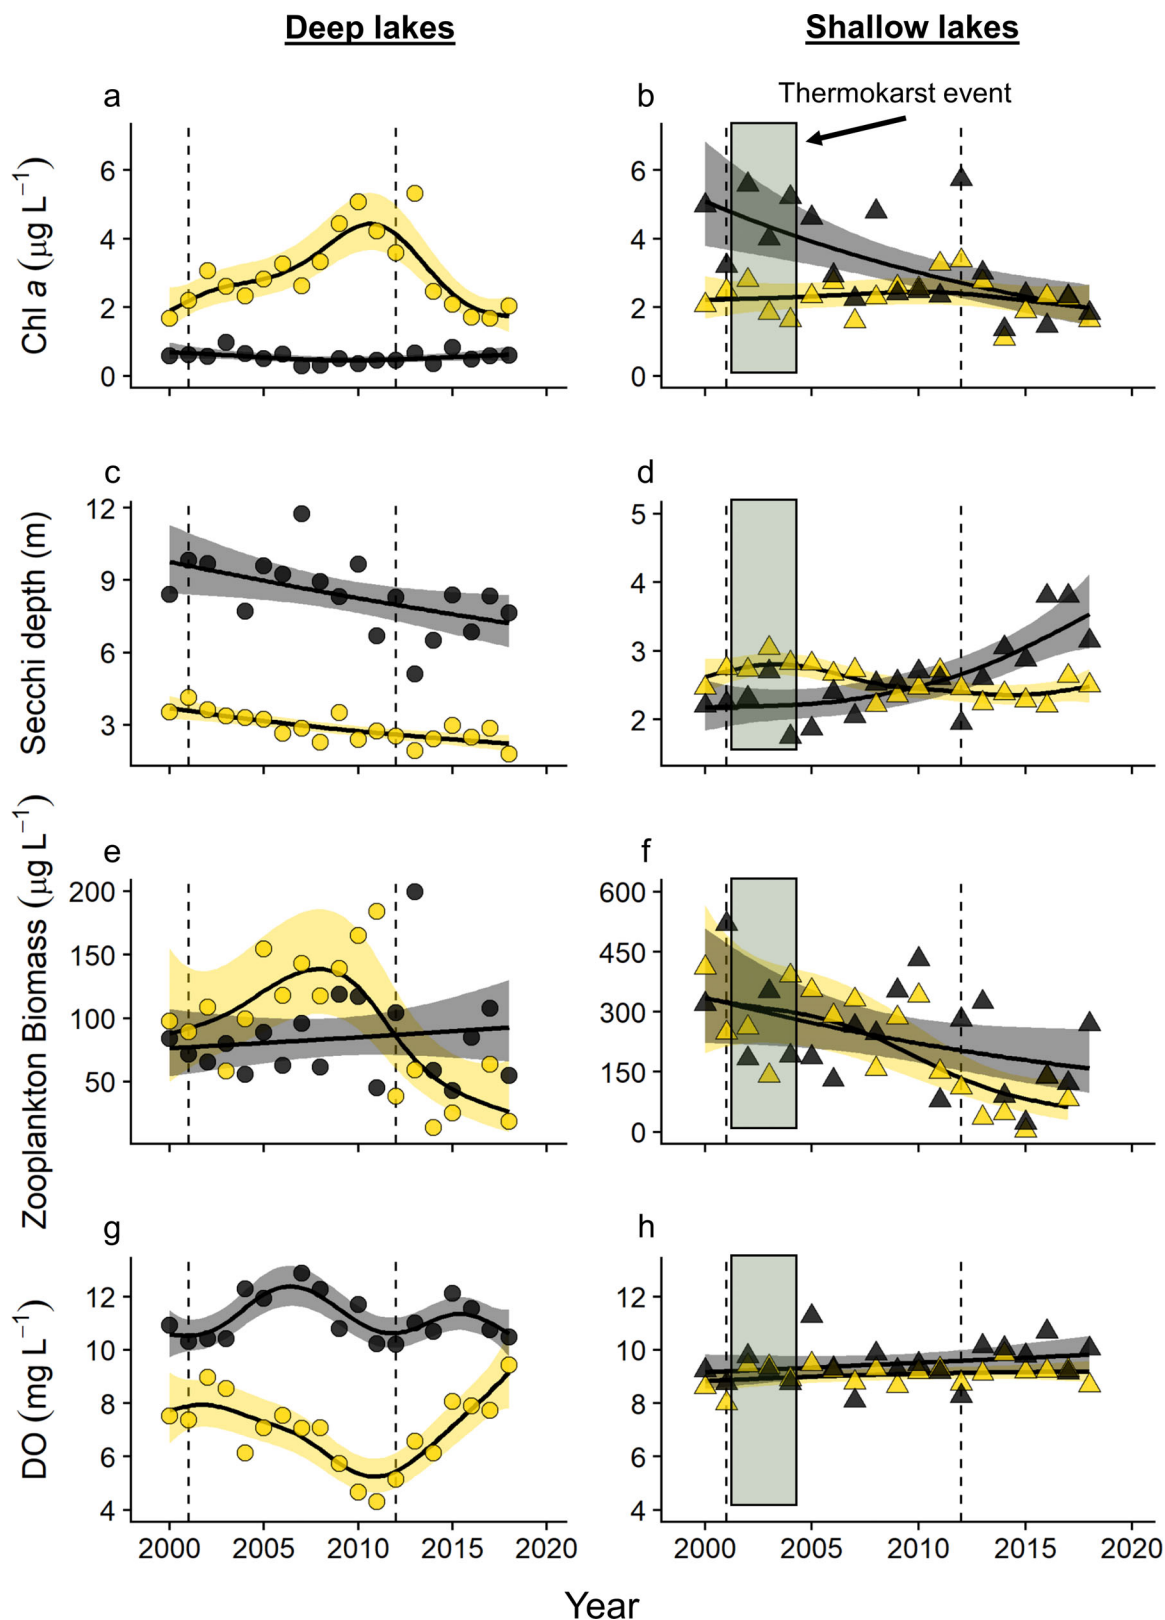 Deep lakes
Shallow lakes
Thermokarst event
a
b
Chl a (μg L−1)
6
4
2
0
6
4
2
0
c
d
Secchi depth (m)
12
9
6
3
5
4
3
2
e
f
Zooplankton Biomass (μg L−1)
200
150
100
50
600
450
300
150
0
g
h
DO (mg L−1)
12
10
8
6
4
12
10
8
6
4
2000 2005 2010 2015 2020
2000 2005 2010 2015 2020
Year